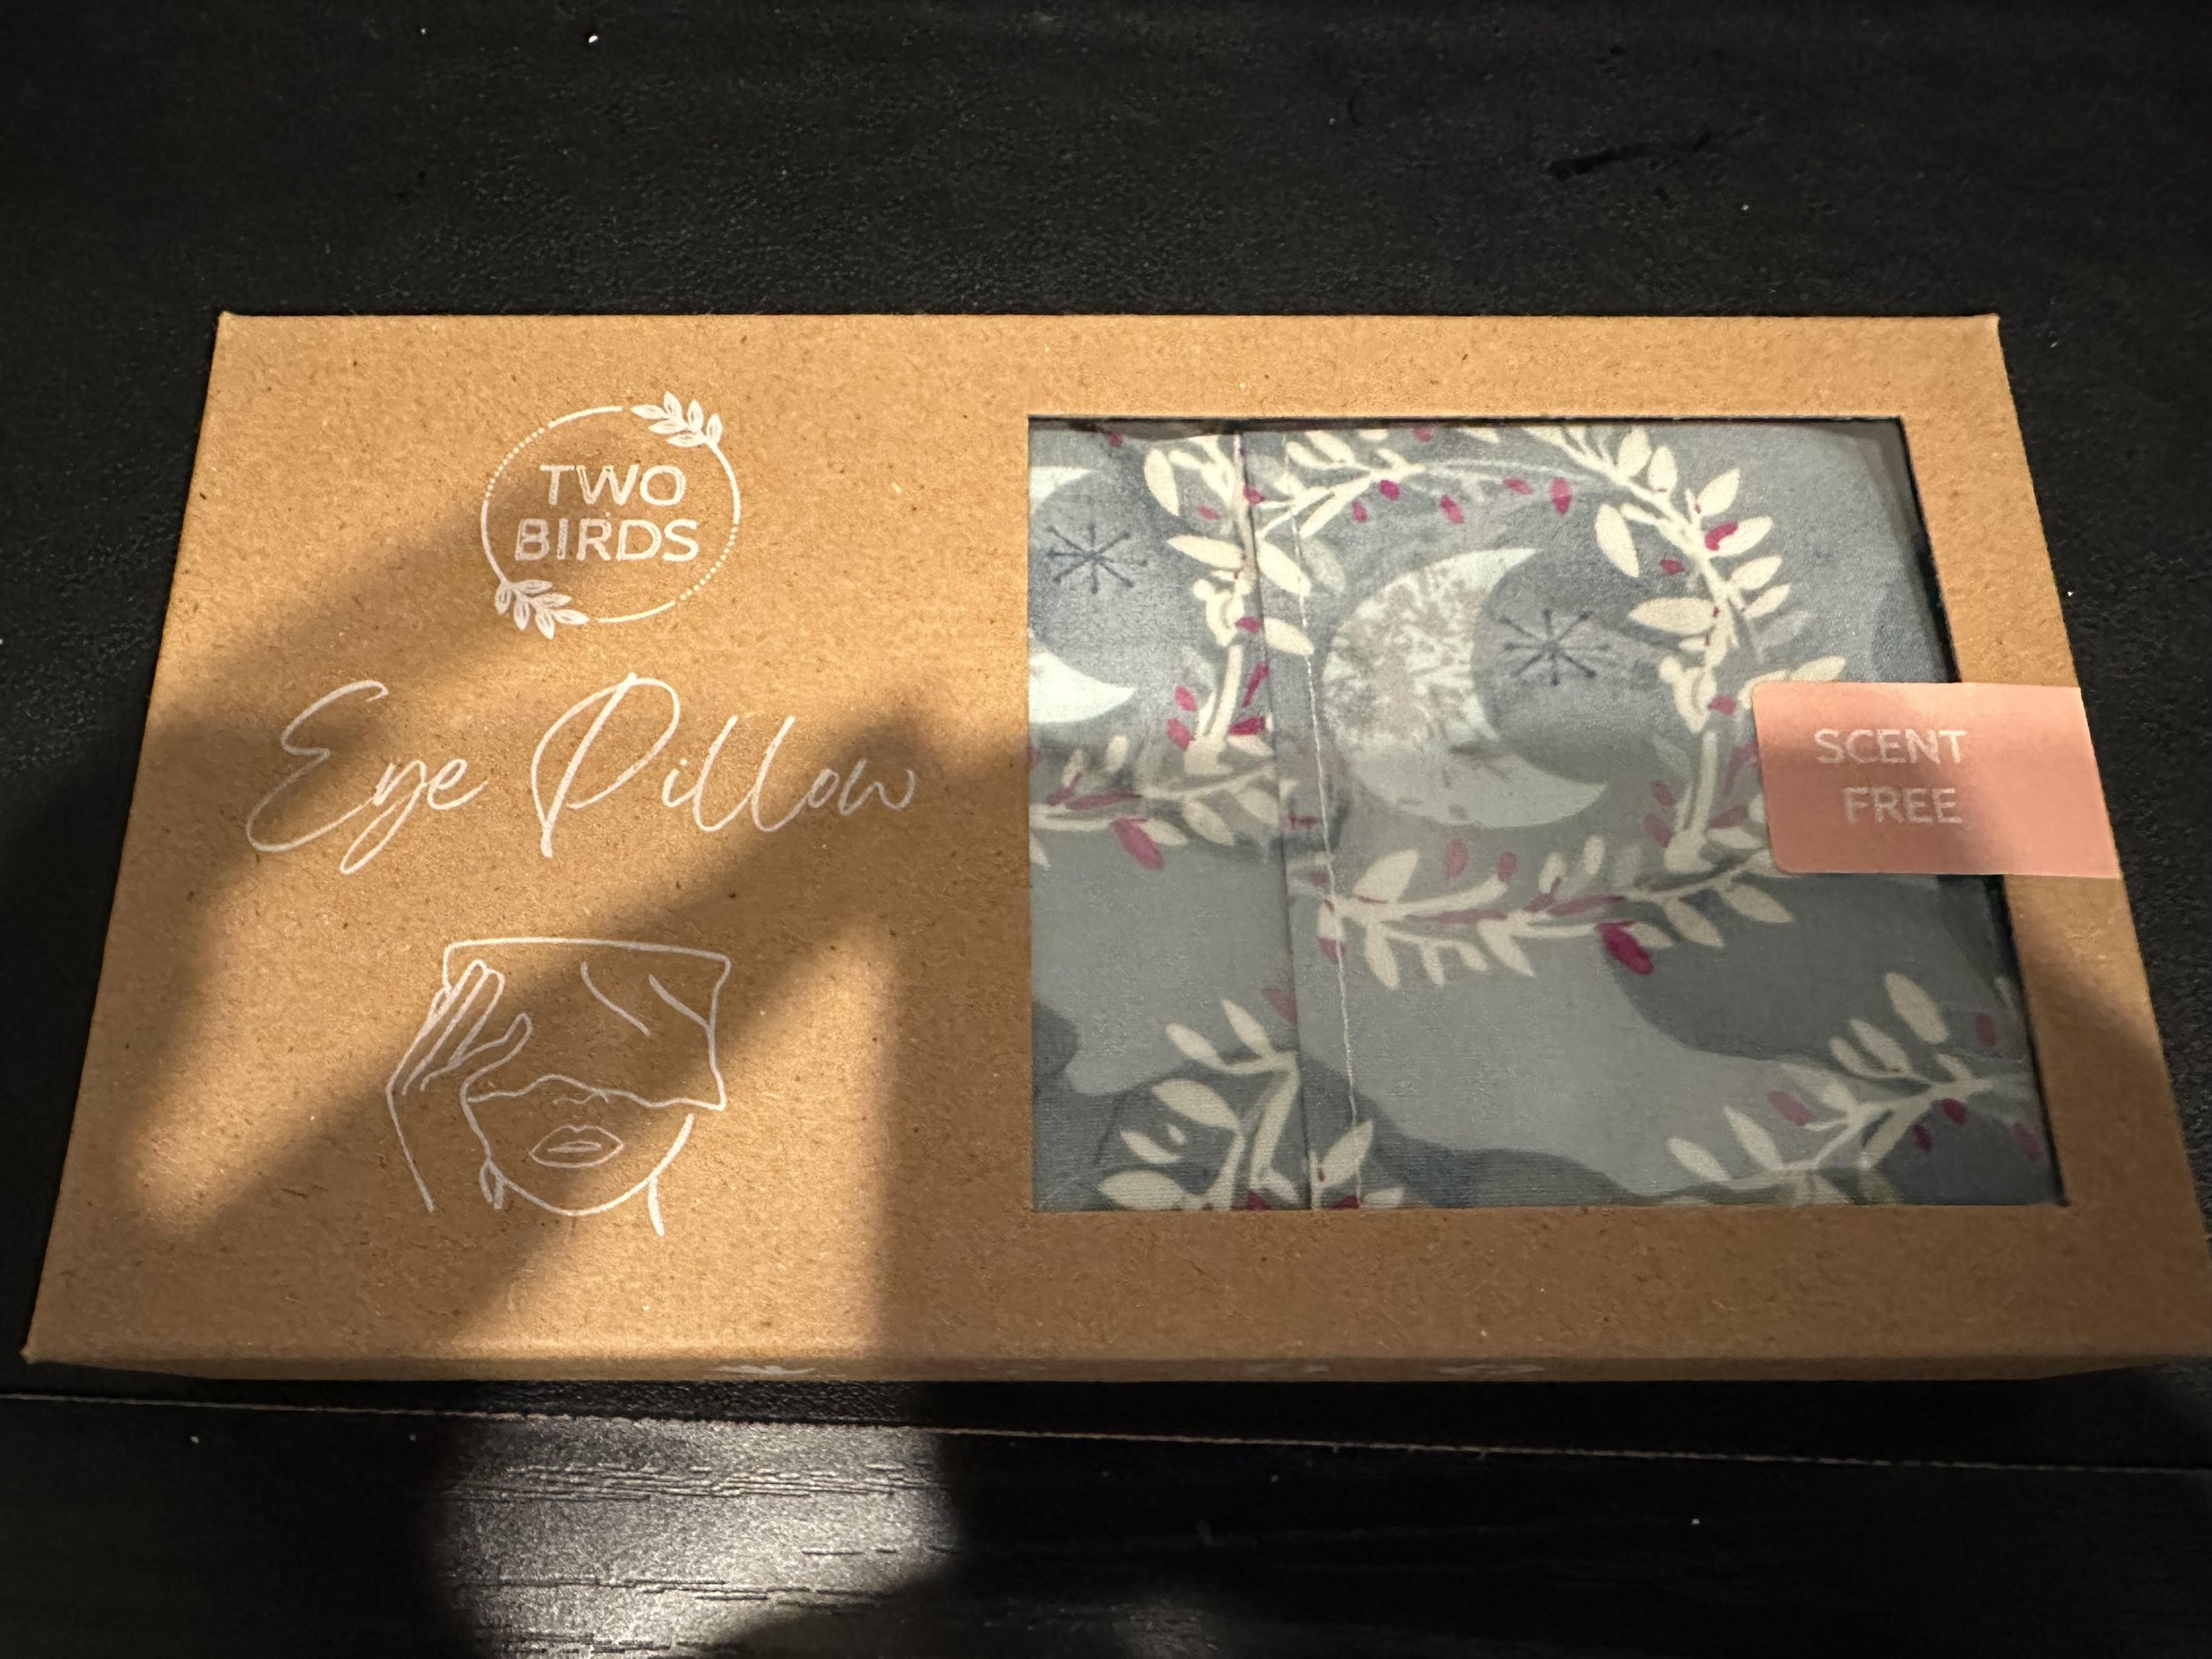 TWO
BIRDS
Eye Pillow
SCENT
FREE